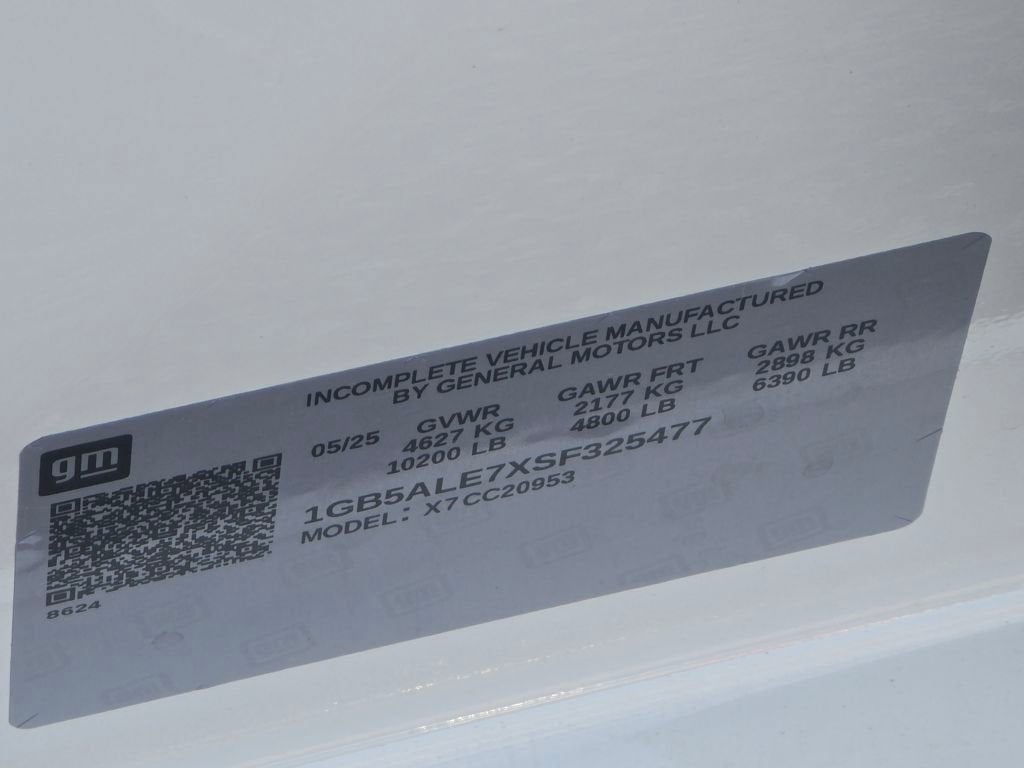 INCOMPLETE VEHICLE MANUFACTURED
BY GENERAL MOTORS LLC
gm
05/25
GVWR
4627 KG
10200 LB
GAWR FRT
2177 KG
4800 LB
GAWR RR
2898 KG
6390 LB
1GB5ALE7XSF325477
MODEL: X7CC20953
8624